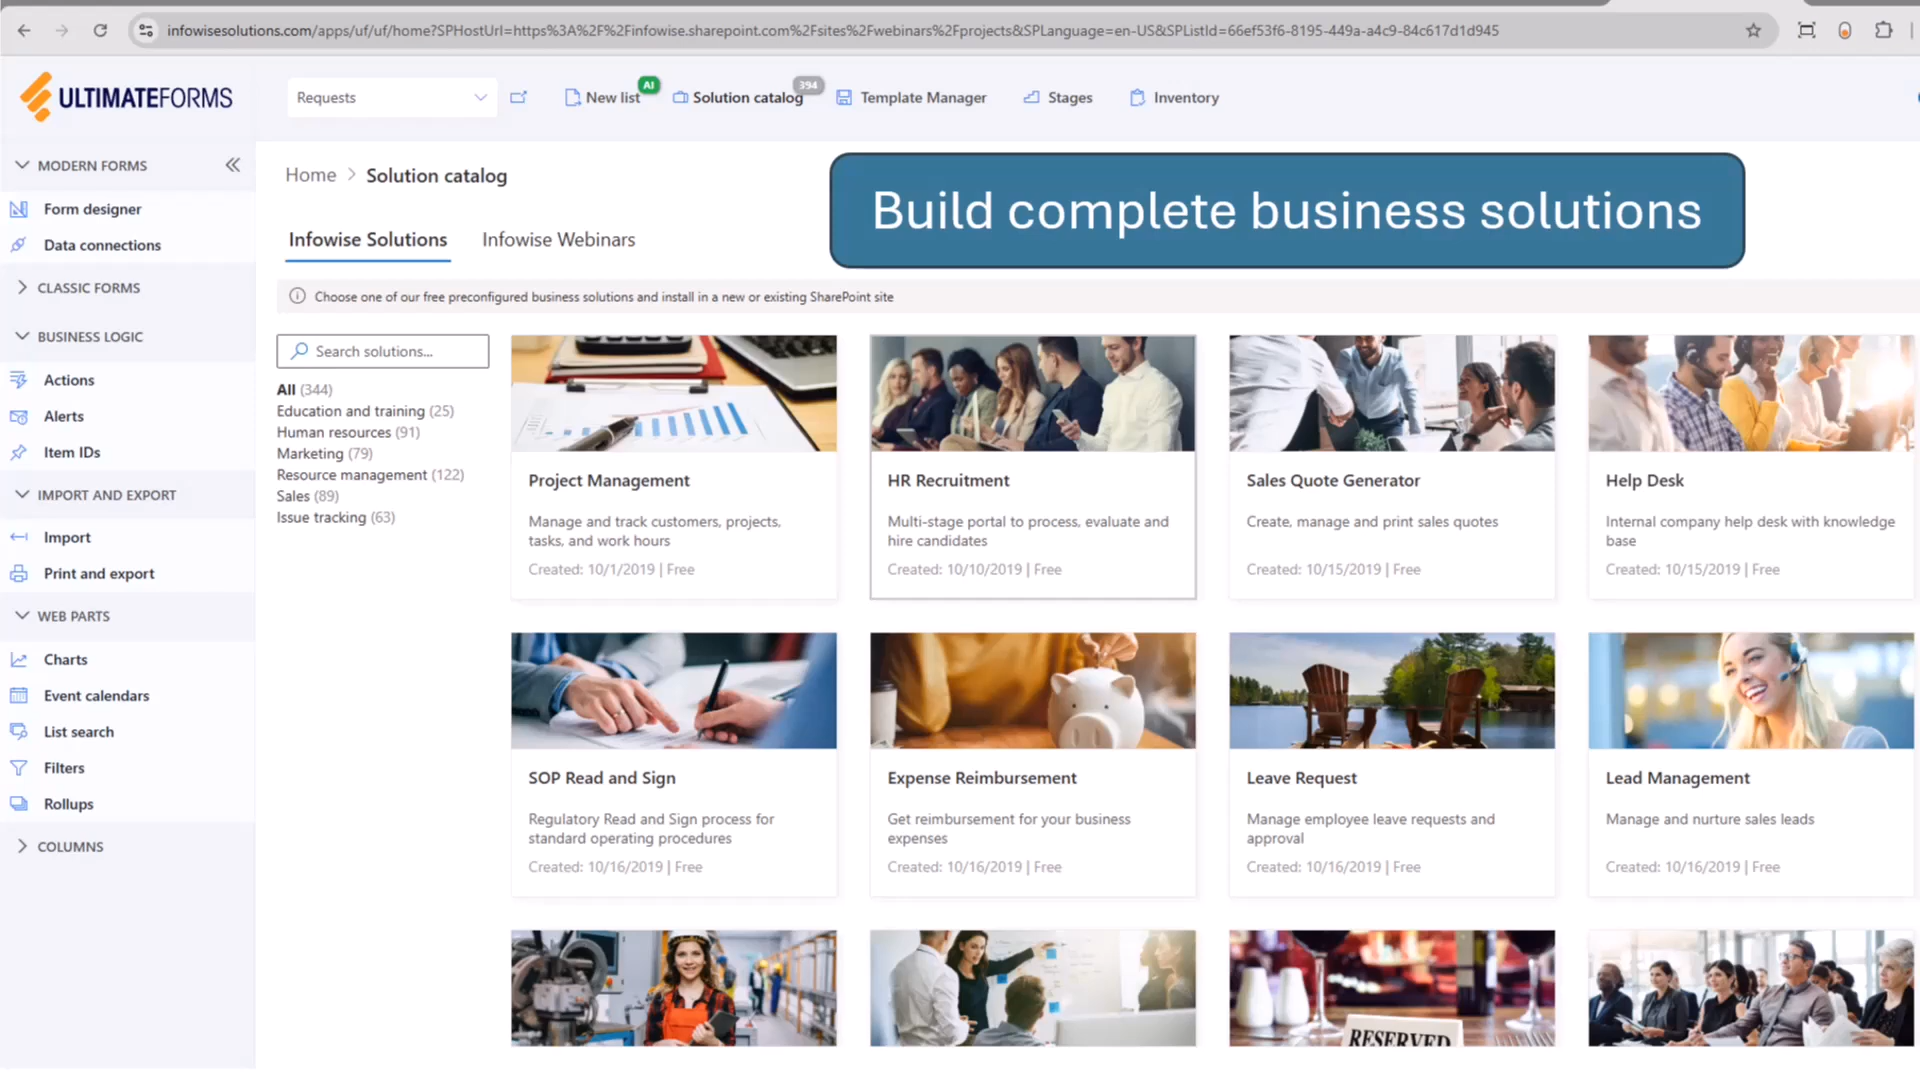 infowisesolutions.com/apps/uf/uf/home?SPHostUrl=https%3A%2F%2Finfowise.sharepoint.com%2Fsites%2Fwebinars%2Fprojects&SPLanguage=en-US&SPListId=66ef53f6-8195-449a-a4c9-84c617d1d945
ULTIMATEFORMS
Requests
New list
AI
Solution catalog
394
Template Manager
Stages
Inventory
MODERN FORMS
Form designer
Data connections
CLASSIC FORMS
BUSINESS LOGIC
Actions
Alerts
Item IDs
IMPORT AND EXPORT
Import
Print and export
WEB PARTS
Charts
Event calendars
List search
Filters
Rollups
COLUMNS
Home > Solution catalog
Build complete business solutions
Infowise Solutions
Infowise Webinars
Choose one of our free preconfigured business solutions and install in a new or existing SharePoint site
Search solutions...
All (344)
Education and training (25)
Human resources (91)
Marketing (79)
Resource management (122)
Sales (89)
Issue tracking (63)
Project Management
Manage and track customers, projects,
tasks, and work hours
Created: 10/1/2019 | Free
HR Recruitment
Multi-stage portal to process, evaluate and
hire candidates
Created: 10/10/2019 | Free
Sales Quote Generator
Create, manage and print sales quotes
Created: 10/15/2019 | Free
Help Desk
Internal company help desk with knowledge
base
Created: 10/15/2019 | Free
SOP Read and Sign
Regulatory Read and Sign process for
standard operating procedures
Created: 10/16/2019 | Free
Expense Reimbursement
Get reimbursement for your business
expenses
Created: 10/16/2019 | Free
Leave Request
Manage employee leave requests and
approval
Created: 10/16/2019 | Free
Lead Management
Manage and nurture sales leads
Created: 10/16/2019 | Free
RESERVED